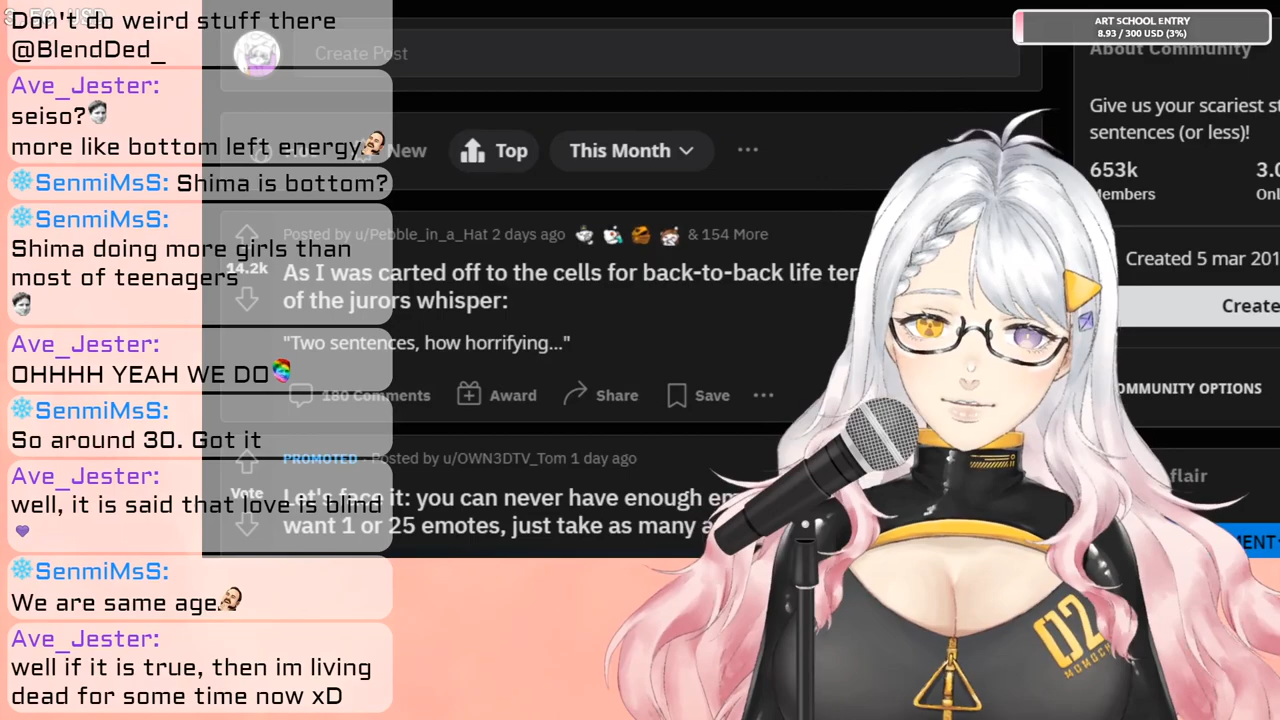 Don't do weird stuff there
@BlendDed_
Ave_Jester:
seiso?
more like bottom left energy
SenmiMsS: Shima is bottom?
SenmiMsS:
Shima doing more girls than
most of teenagers
Ave_Jester:
OHHHH YEAH WE DO
SenmiMsS:
So around 30. Got it
Ave_Jester:
well, it is said that love is blind
SenmiMsS:
We are same age
Ave_Jester:
well if it is true, then im living
dead for some time now xD
Create Post
New
Top
This Month
Posted by u/Pebble_in_a_Hat 2 days ago
& 154 More
14.2k
As I was carted off to the cells for back-to-back life
of the jurors whisper:
"Two sentences, how horrifying..."
180 Comments
Award
Share
Save
PROMOTED
Posted by u/OWN3DTV_Tom 1 day ago
Vote
Let's face it: you can never have enough
want 1 or 25 emotes, just take as many
ART SCHOOL ENTRY
8.93 / 300 USD (3%)
About Community
Give us your scariest
sentences (or less)!
653k
Members
Created 5 mar
Create
COMMUNITY OPTIONS
flair
02